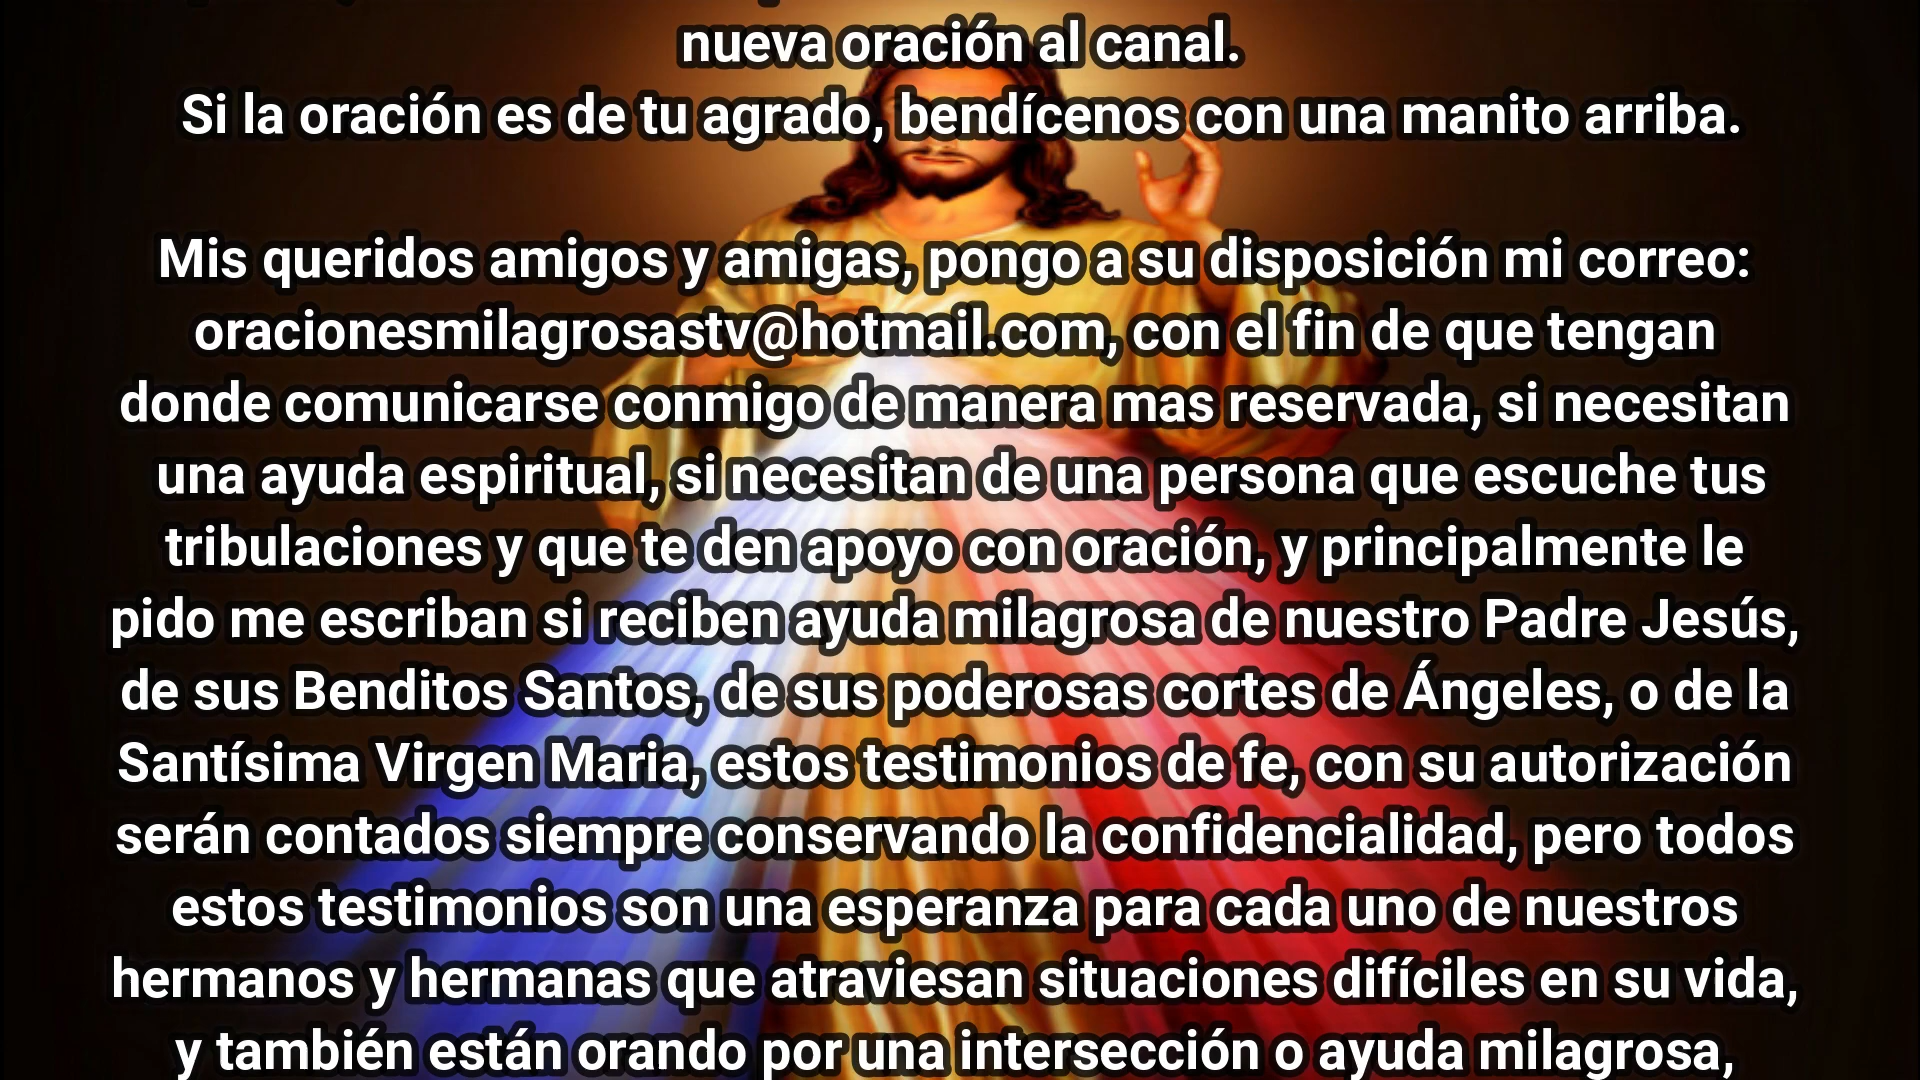 nueva oración al canal.
Si la oración es de tu agrado, bendícenos con una manito arriba.
Mis queridos amigos y amigas, pongo a su disposición mi correo:
oracionesmilagrosastv@hotmail.com, con el fin de que tengan
donde comunicarse conmigo de manera mas reservada, si necesitan
una ayuda espiritual, si necesitan de una persona que escuche tus
tribulaciones y que te den apoyo con oración, y principalmente le
pido me escriban si reciben ayuda milagrosa de nuestro Padre Jesús,
de sus Benditos Santos, de sus poderosas cortes de Ángeles, o de la
Santísima Virgen Maria, estos testimonios de fe, con su autorización
serán contados siempre conservando la confidencialidad, pero todos
estos testimonios son una esperanza para cada uno de nuestros
hermanos y hermanas que atraviesan situaciones difíciles en su vida,
y también están orando por una intersección o ayuda milagrosa,